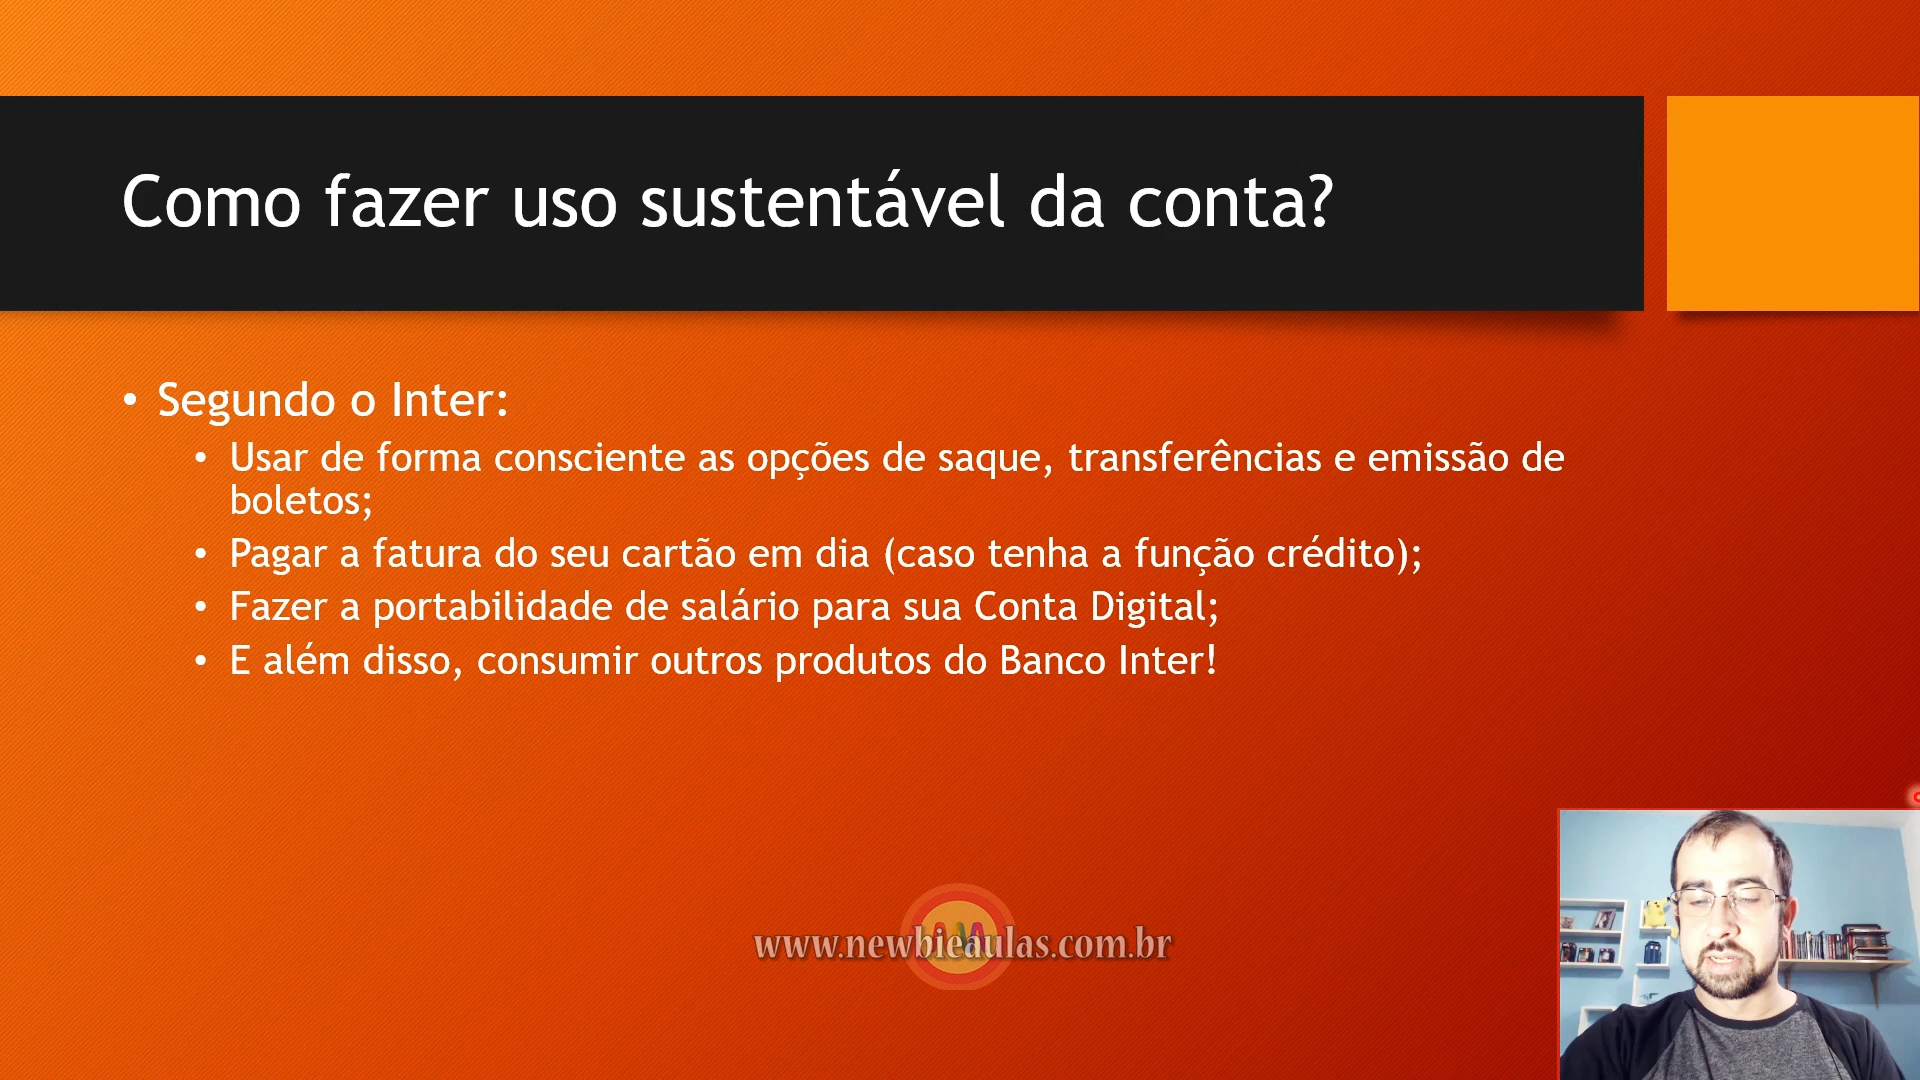 Como fazer uso sustentável da conta?
• Segundo o Inter:
• Usar de forma consciente as opções de saque, transferências e emissão de
boletos;
• Pagar a fatura do seu cartão em dia (caso tenha a função crédito);
• Fazer a portabilidade de salário para sua Conta Digital;
• E além disso, consumir outros produtos do Banco Inter!
www.newbieaulas.com.br